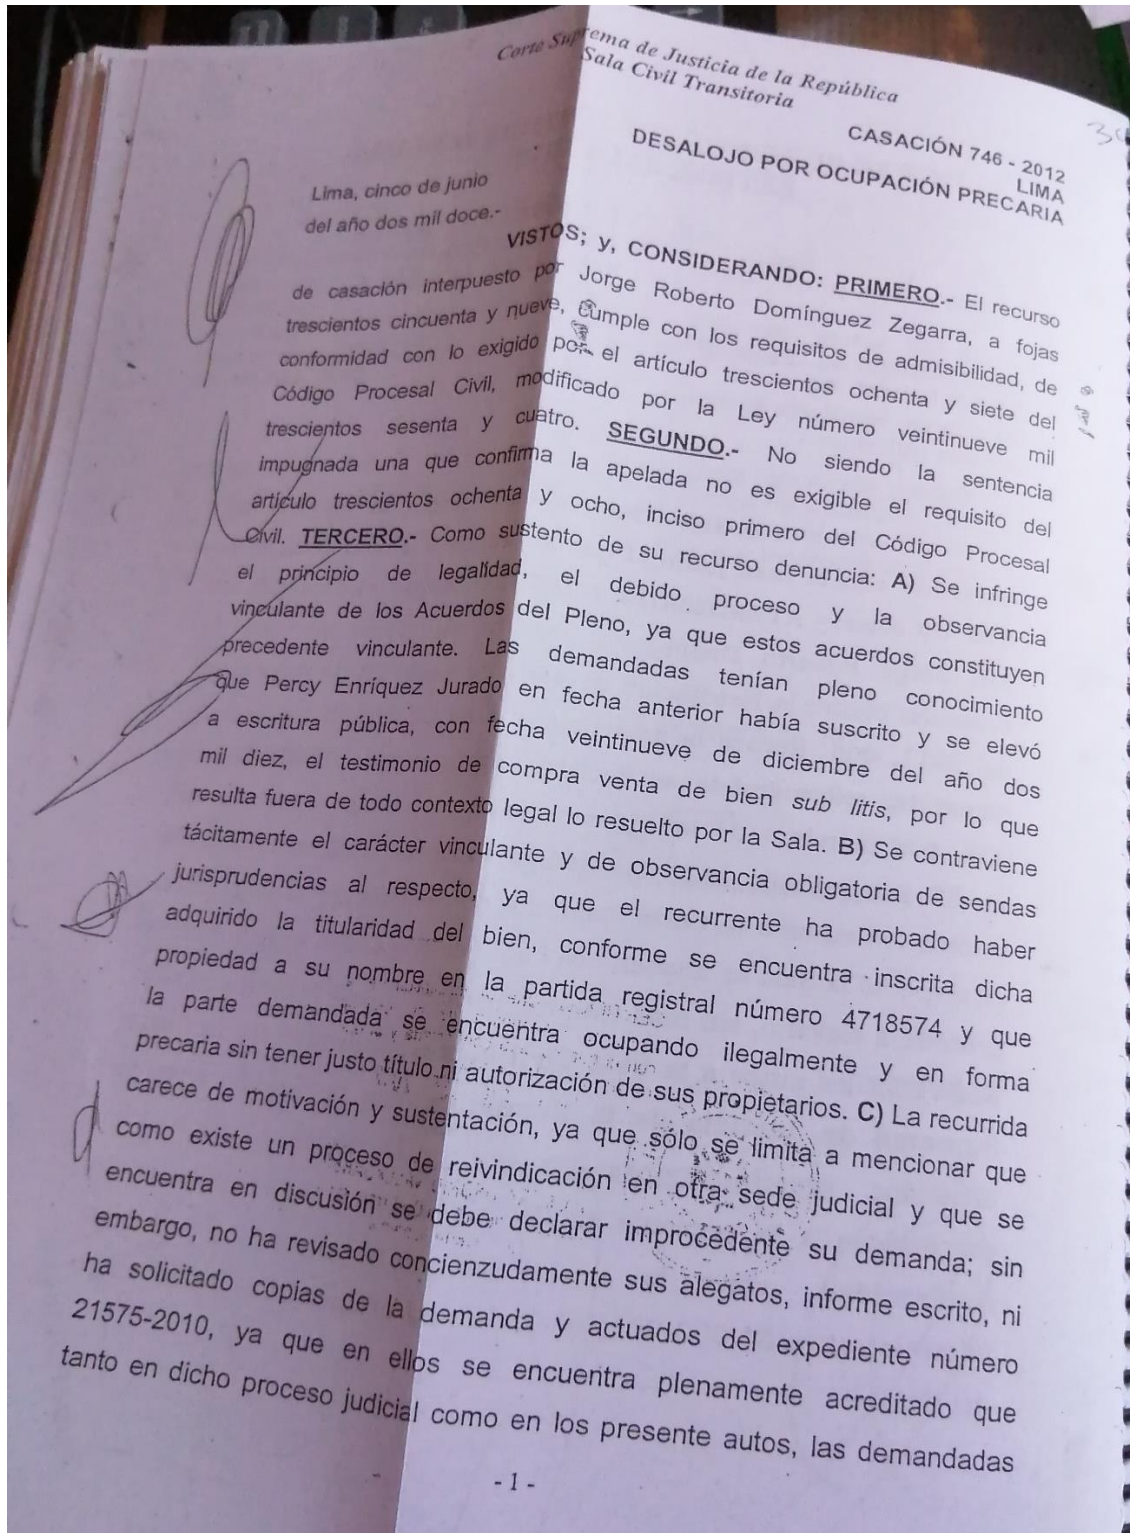 Corte Suprema de Justicia de la República
Sala Civil Transitoria
CASACIÓN 746 - 2012
LIMA
DESALOJO POR OCUPACIÓN PRECARIA
Lima, cinco de junio
del año dos mil doce.-
VISTOS; y, CONSIDERANDO: PRIMERO.- El recurso
de casación interpuesto por Jorge Roberto Domínguez Zegarra, a fojas
trescientos cincuenta y nueve, cumple con los requisitos de admisibilidad, de
conformidad con lo exigido por el artículo trescientos ochenta y siete del
Código Procesal Civil, modificado por la Ley número veintinueve mil
trescientos sesenta y cuatro. SEGUNDO.- No siendo la sentencia
impugnada una que confirma la apelada no es exigible el requisito del
artículo trescientos ochenta y ocho, inciso primero del Código Procesal
Civil. TERCERO.- Como sustento de su recurso denuncia: A) Se infringe
el principio de legalidad, el debido proceso y la observancia
vinculante de los Acuerdos del Pleno, ya que estos acuerdos constituyen
precedente vinculante. Las demandadas tenían pleno conocimiento
que Percy Enríquez Jurado en fecha anterior había suscrito y se elevó
a escritura pública, con fecha veintinueve de diciembre del año dos
mil diez, el testimonio de compra venta de bien sub litis, por lo que
resulta fuera de todo contexto legal lo resuelto por la Sala. B) Se contraviene
tácitamente el carácter vinculante y de observancia obligatoria de sendas
jurisprudencias al respecto, ya que el recurrente ha probado haber
adquirido la titularidad del bien, conforme se encuentra inscrita dicha
propiedad a su nombre en la partida registral número 4718574 y que
la parte demandada se encuentra ocupando ilegalmente y en forma
precaria sin tener justo título ni autorización de sus propietarios. C) La recurrida
carece de motivación y sustentación, ya que sólo se limita a mencionar que
como existe un proceso de reivindicación en otra sede judicial y que se
encuentra en discusión se debe declarar improcedente su demanda; sin
embargo, no ha revisado concienzudamente sus alegatos, informe escrito, ni
ha solicitado copias de la demanda y actuados del expediente número
21575-2010, ya que en ellos se encuentra plenamente acreditado que
tanto en dicho proceso judicial como en los presente autos, las demandadas
- 1 -